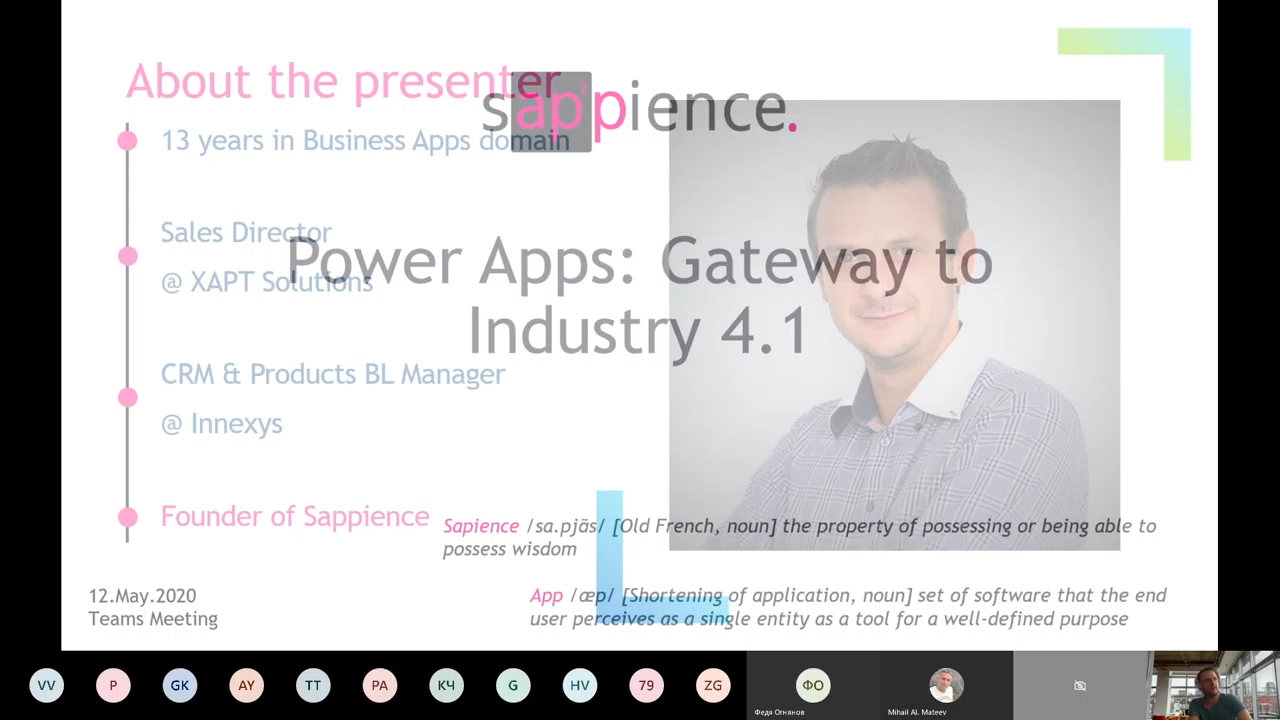 About the presenter
sappience.
13 years in Business Apps domain
Sales Director
@ XAPT Solutions
Power Apps: Gateway to
Industry 4.1
CRM & Products BL Manager
@ Innexys
Founder of Sappience
Sapience /sa.pjɑ̃s/ [Old French, noun] the property of possessing or being able to
possess wisdom
App /æp/ [Shortening of application, noun] set of software that the end
user perceives as a single entity as a tool for a well-defined purpose
12.May.2020
Teams Meeting
VV
P
GK
AY
TT
PA
КЧ
G
HV
79
ZG
ФО
Федя Огнянов
Mihail Al. Mateev